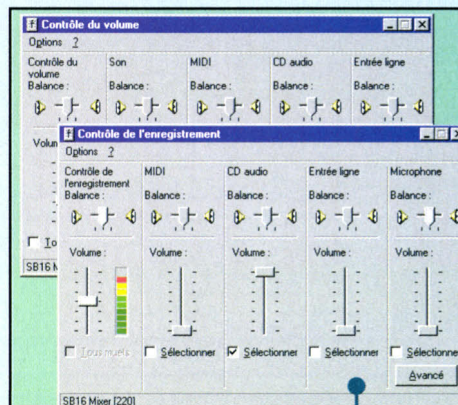 Contrôle du volume
Options ?
Contrôle du volume
Son
MIDI
CD audio
Entrée ligne
Balance :
Balance :
Balance :
Balance :
Balance :
Contrôle de l'enregistrement
Options ?
Contrôle de l'enregistrement
MIDI
CD audio
Entrée ligne
Microphone
Balance :
Balance :
Balance :
Balance :
Balance :
Volume :
Volume :
Volume :
Volume :
Volume :
Tous muets
Sélectionner
Sélectionner
Sélectionner
Sélectionner
Avancé
SB16 Mixer [220]